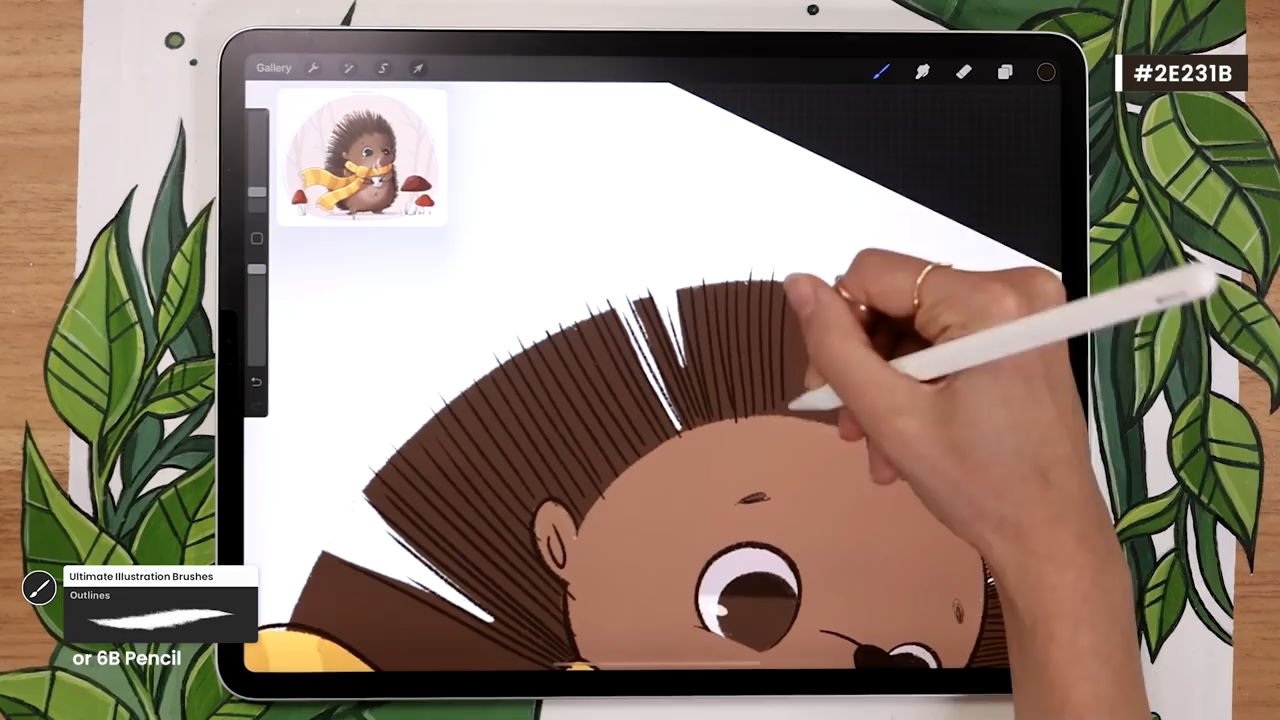 Gallery
#2E231B
Ultimate Illustration Brushes
Outlines
or 6B Pencil